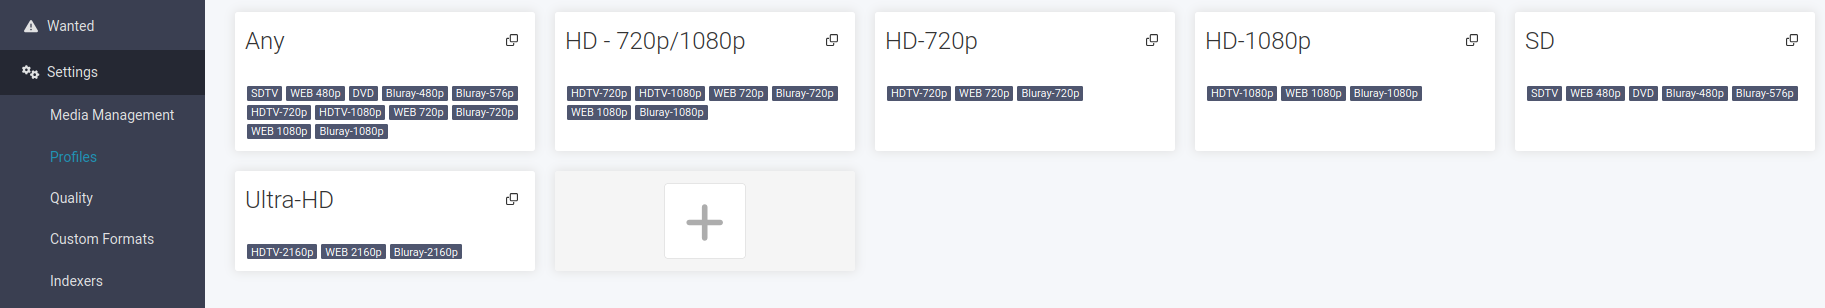 Wanted
Settings
Media Management
Profiles
Quality
Custom Formats
Indexers
Any
SDTV WEB 480p DVD Bluray-480p Bluray-576p
HDTV-720p HDTV-1080p WEB 720p Bluray-720p
WEB 1080p Bluray-1080p
HD - 720p/1080p
HDTV-720p HDTV-1080p WEB 720p Bluray-720p
WEB 1080p Bluray-1080p
HD-720p
HDTV-720p WEB 720p Bluray-720p
HD-1080p
HDTV-1080p WEB 1080p Bluray-1080p
SD
SDTV WEB 480p DVD Bluray-480p Bluray-576p
Ultra-HD
HDTV-2160p WEB 2160p Bluray-2160p